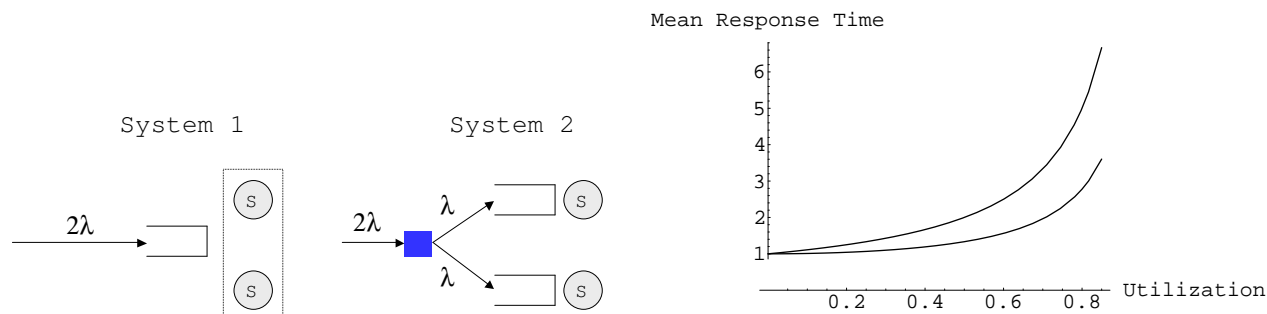 System 1
2λ
S
S
System 2
2λ
λ
λ
S
S
Mean Response Time
6
5
4
3
2
1
0.2 0.4 0.6 0.8
Utilization